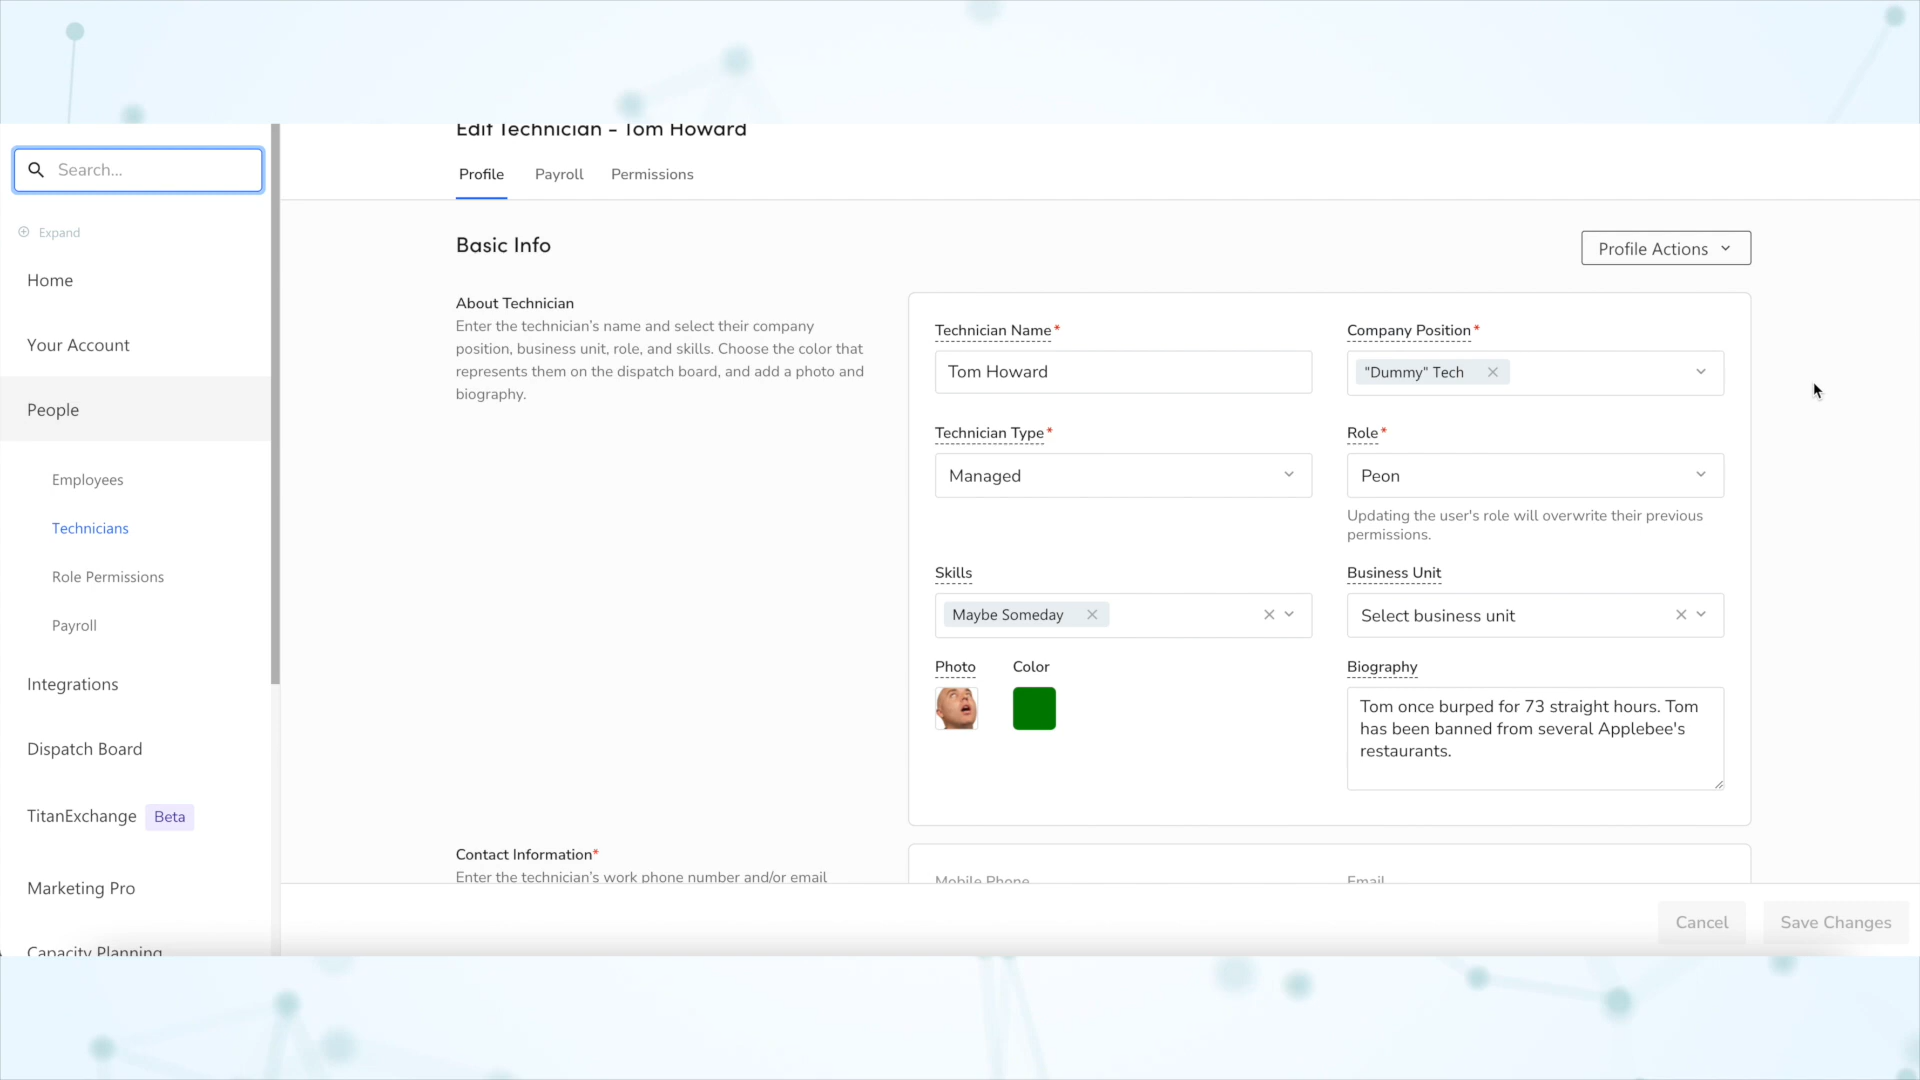 Edit Technician - Tom Howard
Search...
Profile
Payroll
Permissions
Expand
Home
Your Account
People
Employees
Technicians
Role Permissions
Payroll
Integrations
Dispatch Board
TitanExchange Beta
Marketing Pro
Capacity Planning
Basic Info
Profile Actions
About Technician
Enter the technician's name and select their company
position, business unit, role, and skills. Choose the color that
represents them on the dispatch board, and add a photo and
biography.
Technician Name*
Tom Howard
Company Position*
"Dummy" Tech
Technician Type*
Managed
Role*
Peon
Updating the user's role will overwrite their previous
permissions.
Skills
Maybe Someday
Business Unit
Select business unit
Photo
Color
Biography
Tom once burped for 73 straight hours. Tom
has been banned from several Applebee's
restaurants.
Contact Information*
Enter the technician's work phone number and/or email
Mobile Phone
Email
Cancel
Save Changes